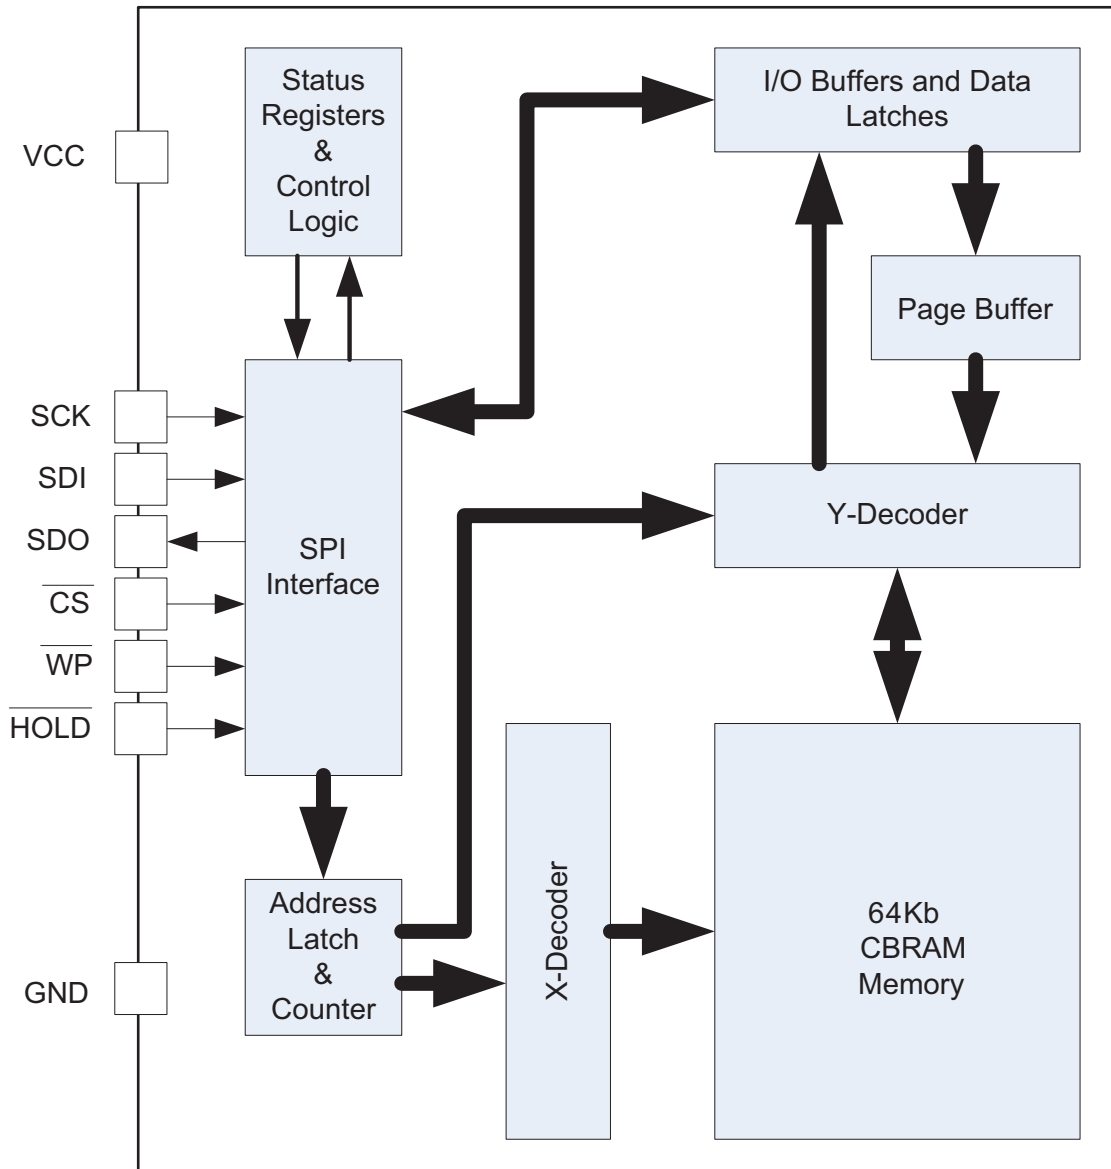 Status
Registers
&
Control
Logic
I/O Buffers and Data
Latches
VCC
Page Buffer
SCK
SDI
SDO
CS
WP
HOLD
SPI
Interface
Y-Decoder
Address
Latch
&
Counter
X-Decoder
64Kb
CBRAM
Memory
GND